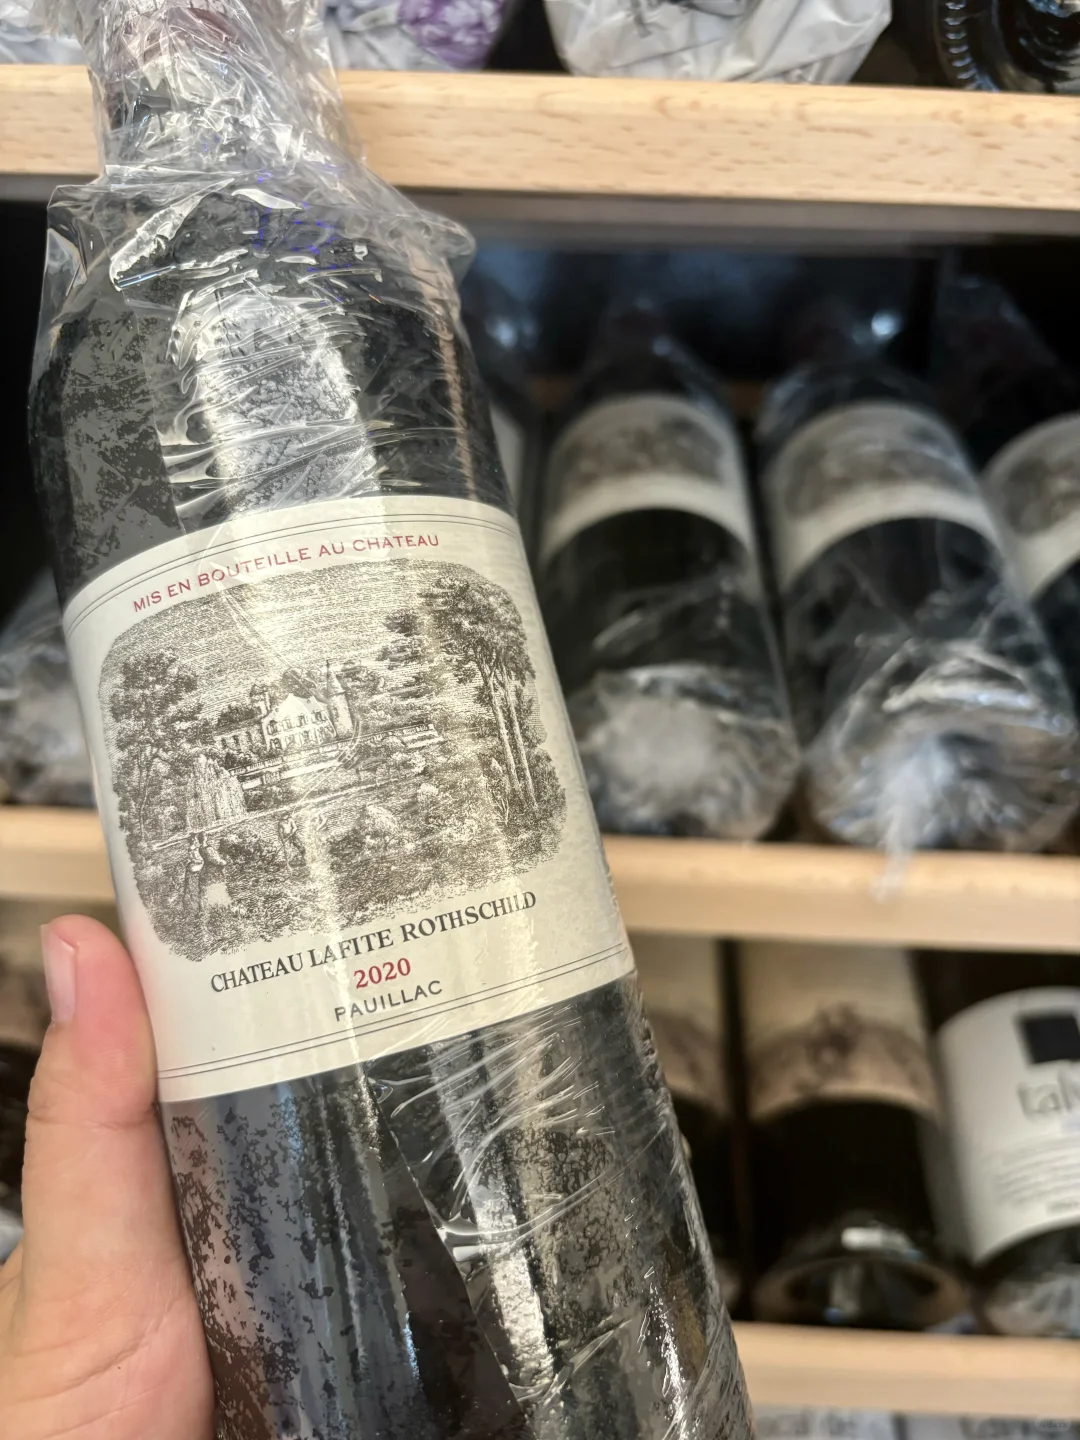 MIS EN BOUTEILLE AU CHATEAU
CHATEAU LAFITE ROTHSCHILD
2020
PAUILLAC